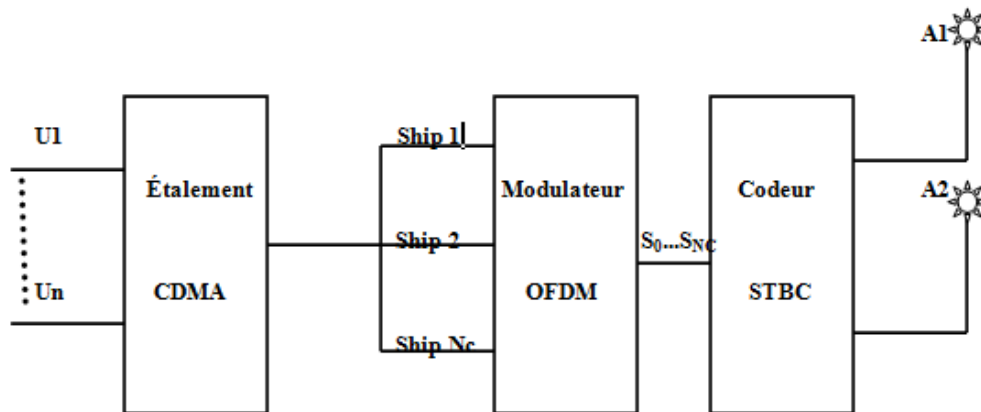 A1
U1
Ship 1
Étalement
Modulateur
Codeur
A2
Ship 2
S0...SNC
Un
CDMA
OFDM
STBC
Ship Nc